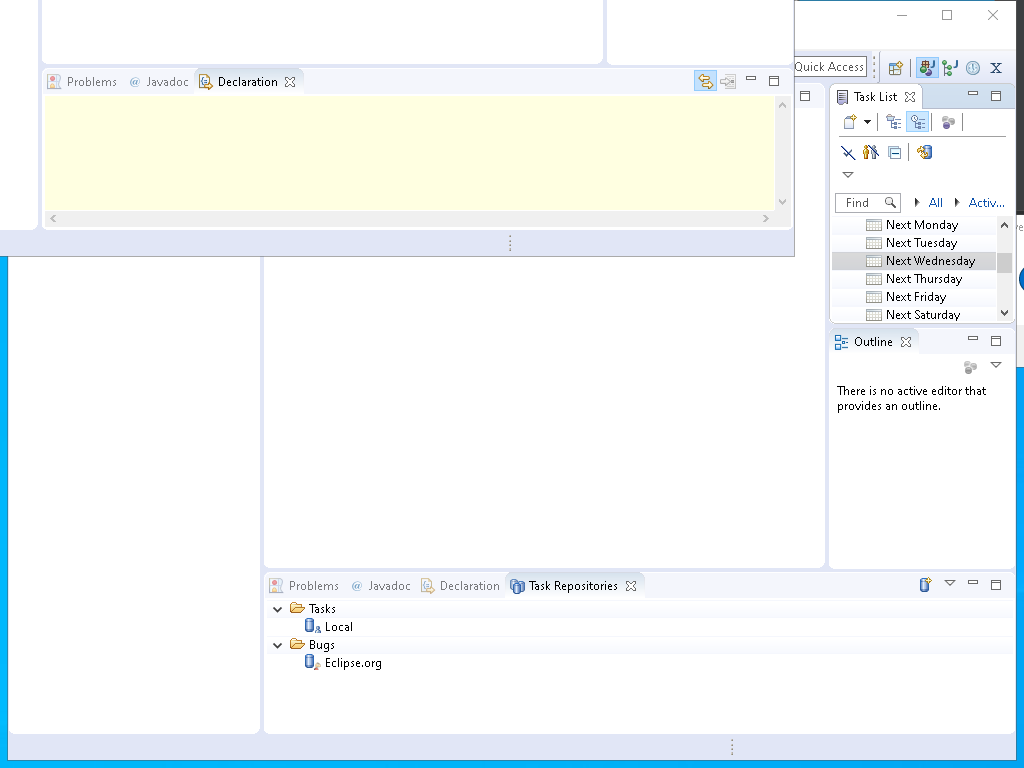 Problems @ Javadoc Declaration
Quick Access
Task List
Find All Activ...
Next Monday
Next Tuesday
Next Wednesday
Next Thursday
Next Friday
Next Saturday
Outline
There is no active editor that
provides an outline.
Problems @ Javadoc Declaration Task Repositories
Tasks
Local
Bugs
Eclipse.org